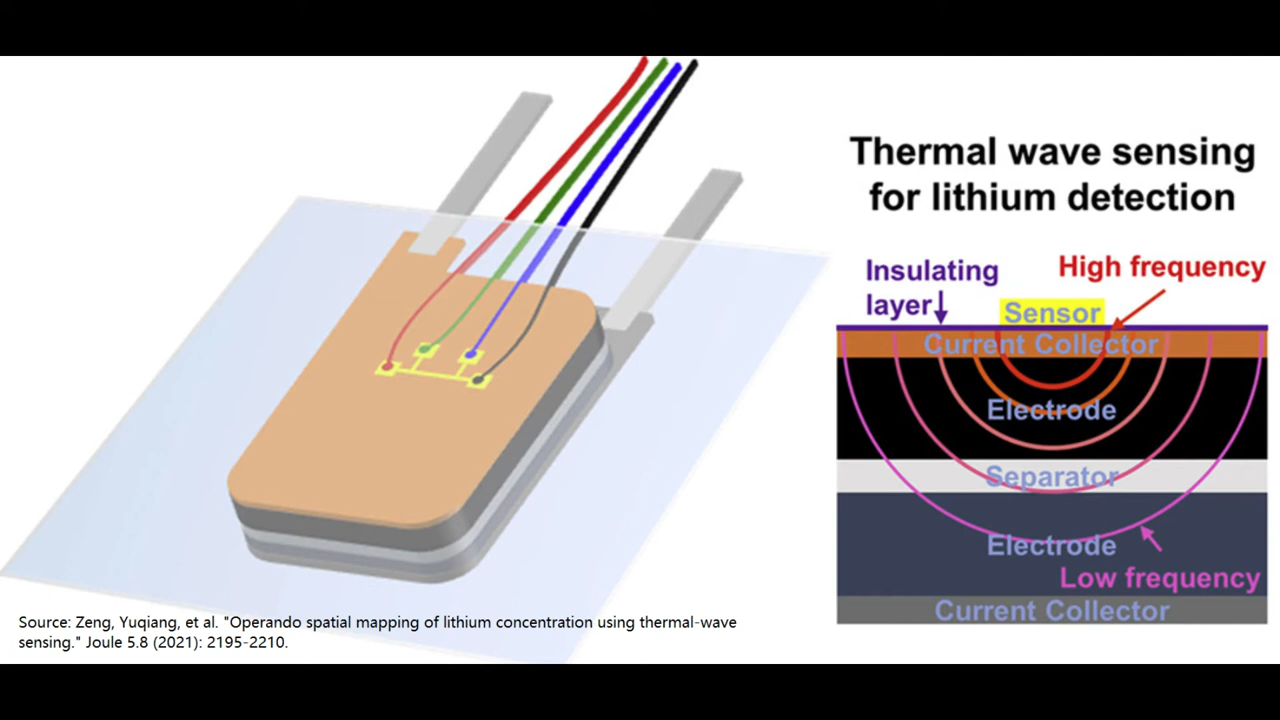 Thermal wave sensing
for lithium detection
Insulating
layer
High frequency
Sensor
Current Collector
Electrode
Separator
Electrode
Low frequency
Current Collector
Source: Zeng, Yuqiang, et al. "Operando spatial mapping of lithium concentration using thermal-wave
sensing." Joule 5.8 (2021): 2195-2210.